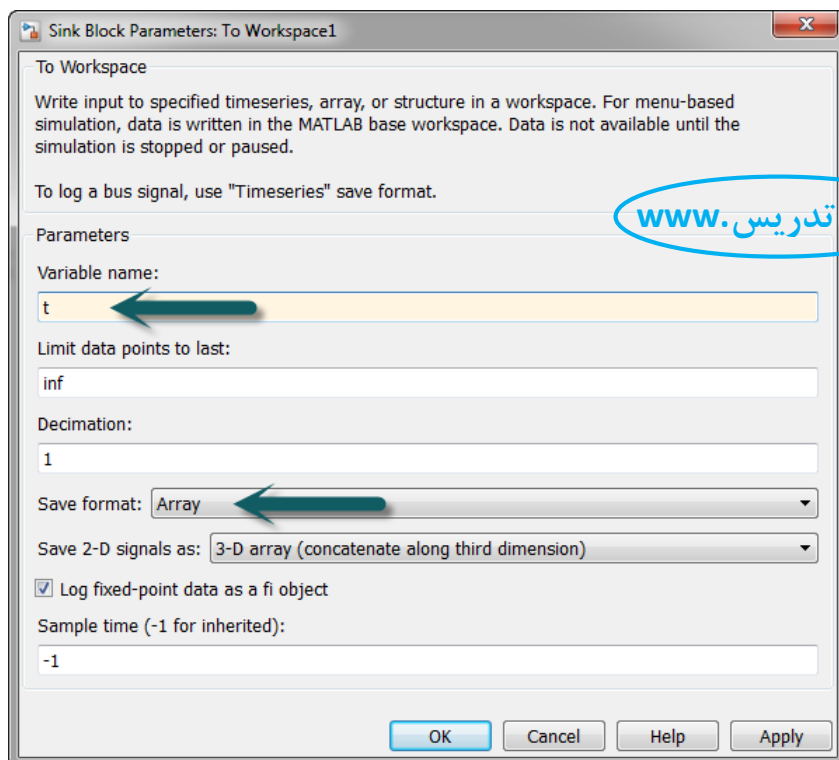 Sink Block Parameters: To Workspace1
To Workspace
Write input to specified timeseries, array, or structure in a workspace. For menu-based
simulation, data is written in the MATLAB base workspace. Data is not available until the
simulation is stopped or paused.
To log a bus signal, use "Timeseries" save format.
www.تدریس
Parameters
Variable name:
t
Limit data points to last:
inf
Decimation:
1
Save format: Array
Save 2-D signals as: 3-D array (concatenate along third dimension)
Log fixed-point data as a fi object
Sample time (-1 for inherited):
-1
OK Cancel Help Apply